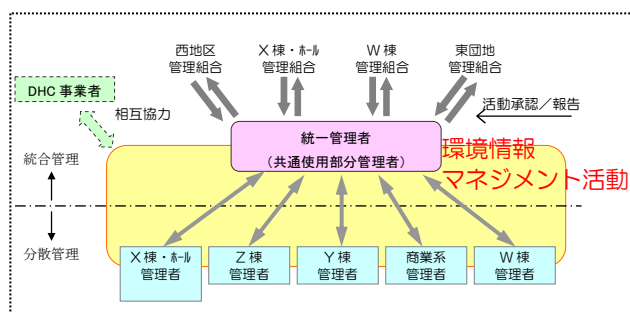 西地区
管理組合
X棟・ホール
管理組合
W棟
管理組合
東団地
管理組合
DHC 事業者
相互協力
活動承認／報告
統一管理者
（共通使用部分管理者）
環境情報
マネジメント活動
統合管理
分散管理
X棟・ホール
管理者
Z棟
管理者
Y棟
管理者
商業系
管理者
W棟
管理者